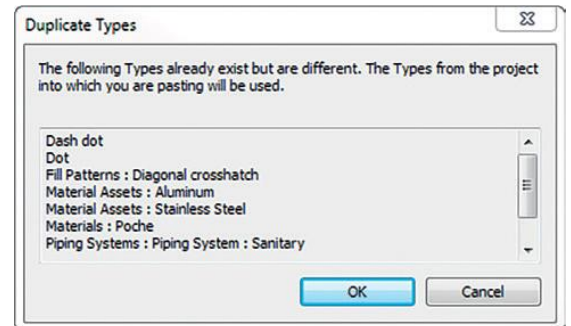 Duplicate Types
The following Types already exist but are different. The Types from the project
into which you are pasting will be used.
Dash dot
Dot
Fill Patterns : Diagonal crosshatch
Material Assets : Aluminum
Material Assets : Stainless Steel
Materials : Poche
Piping Systems : Piping System : Sanitary
OK
Cancel